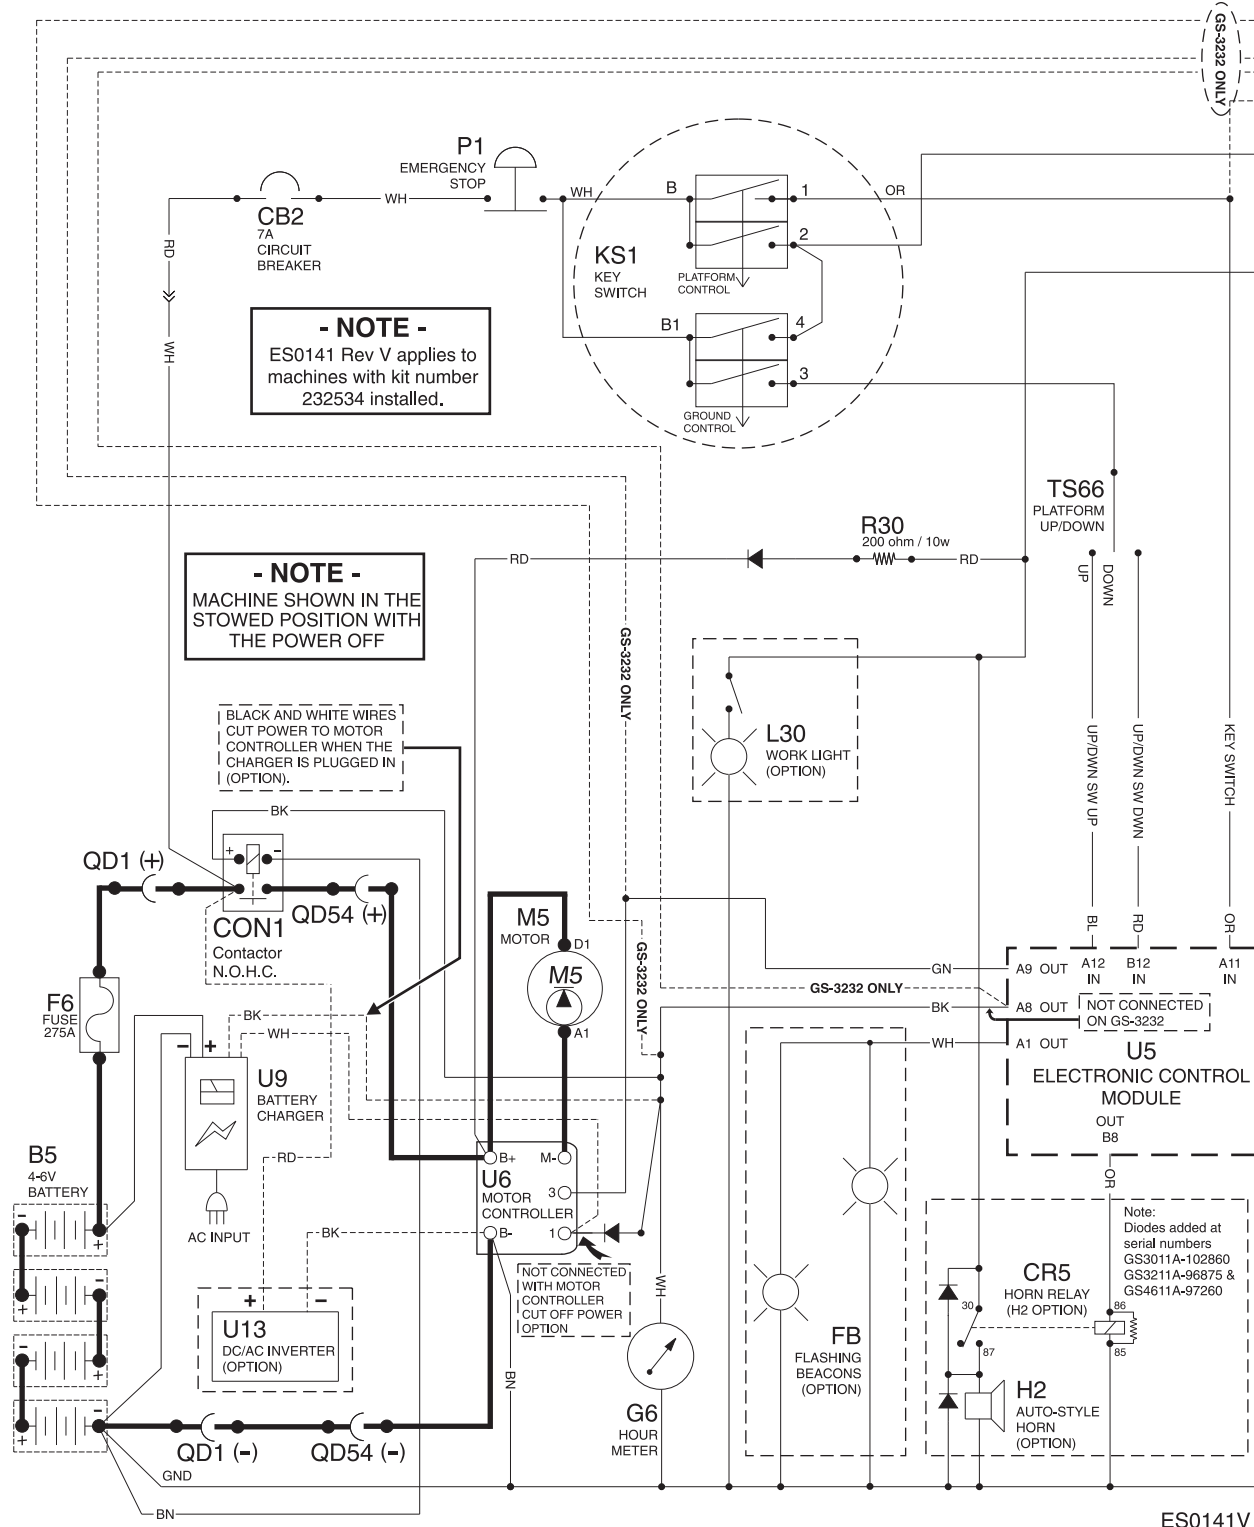 GS-3232 ONLY
P1
EMERGENCY
STOP
CB2
7A
CIRCUIT
BREAKER
WH
WH
B
1
OR
2
KS1
KEY
SWITCH
PLATFORM
CONTROL
B1
4
3
GROUND
CONTROL
RD
WH
- NOTE -
ES0141 Rev V applies to
machines with kit number
232534 installed.
TS66
PLATFORM
UP/DOWN
UP
DOWN
R30
200 ohm / 10w
RD
RD
- NOTE -
MACHINE SHOWN IN THE
STOWED POSITION WITH
THE POWER OFF
GS-3232 ONLY
BLACK AND WHITE WIRES
CUT POWER TO MOTOR
CONTROLLER WHEN THE
CHARGER IS PLUGGED IN
(OPTION).
L30
WORK LIGHT
(OPTION)
UP/DWN SW UP
UP/DWN SW DWN
KEY SWITCH
BK
+
-
QD1 (+)
QD54 (+)
CON1
Contactor
N.O.H.C.
M5
MOTOR
D1
M5
A1
GS-3232 ONLY
BL
RD
OR
GN
A9 OUT
A12
IN
B12
IN
A11
IN
GS-3232 ONLY
BK
A8 OUT
NOT CONNECTED
ON GS-3232
WH
A1 OUT
U5
ELECTRONIC CONTROL
MODULE
OUT
B8
OR
F6
FUSE
275A
BK
WH
- +
U9
BATTERY
CHARGER
AC INPUT
RD
B5
4-6V
BATTERY
-
+
-
+
-
+
-
+
B+
M-
U6
MOTOR
CONTROLLER
3
B-
1
BK
NOT CONNECTED
WITH MOTOR
CONTROLLER
CUT OFF POWER
OPTION
WH
+
-
U13
DC/AC INVERTER
(OPTION)
BN
G6
HOUR
METER
FB
FLASHING
BEACONS
(OPTION)
Note:
Diodes added at
serial numbers
GS3011A-102860
GS3211A-96875 &
GS4611A-97260
CR5
HORN RELAY
(H2 OPTION)
30
87
86
85
H2
AUTO-STYLE
HORN
(OPTION)
QD1 (-)
QD54 (-)
GND
BN
ES0141V